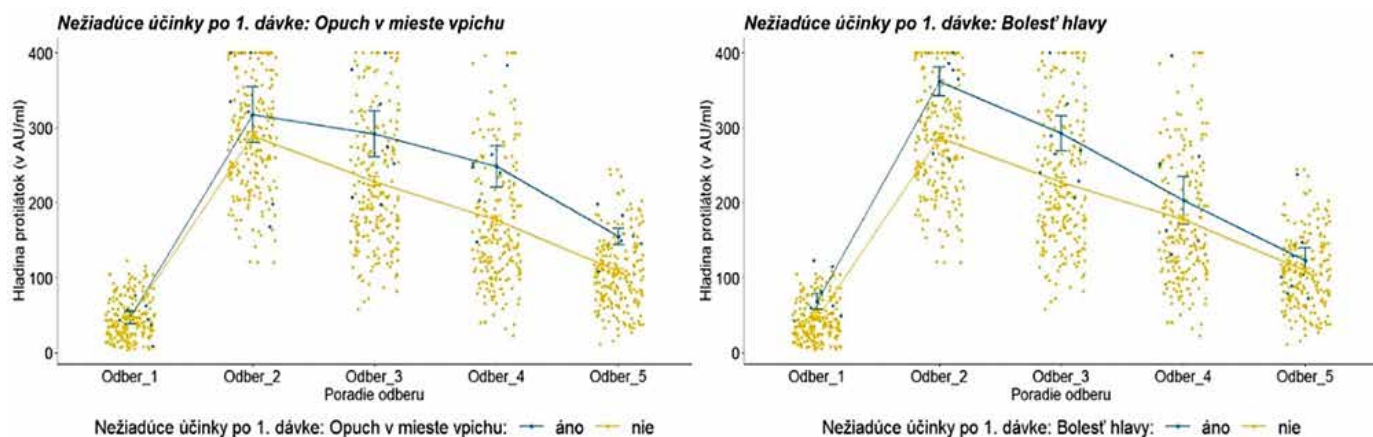 Nežiadúce účinky po 1. dávke: Opuch v mieste vpichu
Hladina protilátok (v AU/ml)
400
300
200
100
0
Odber_1 Odber_2 Odber_3 Odber_4 Odber_5
Poradie odberu
Nežiadúce účinky po 1. dávke: Opuch v mieste vpichu: áno nie
Nežiadúce účinky po 1. dávke: Bolesť hlavy
Hladina protilátok (v AU/ml)
400
300
200
100
0
Odber_1 Odber_2 Odber_3 Odber_4 Odber_5
Poradie odberu
Nežiadúce účinky po 1. dávke: Bolesť hlavy: áno nie